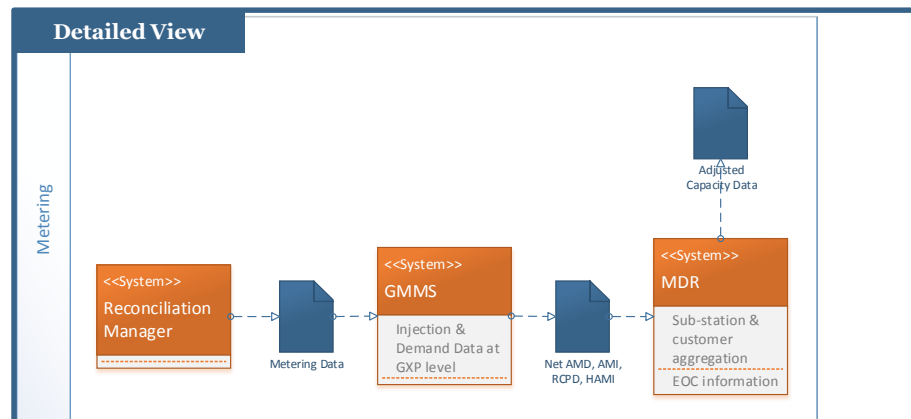 Detailed View
Metering
<<System>>
Reconciliation
Manager
Metering Data
<<System>>
GMMS
Injection &
Demand Data at
GXP level
Net AMD, AMI,
RCPD, HAMI
<<System>>
MDR
Sub-station &
customer
aggregation
EOC information
Adjusted
Capacity Data